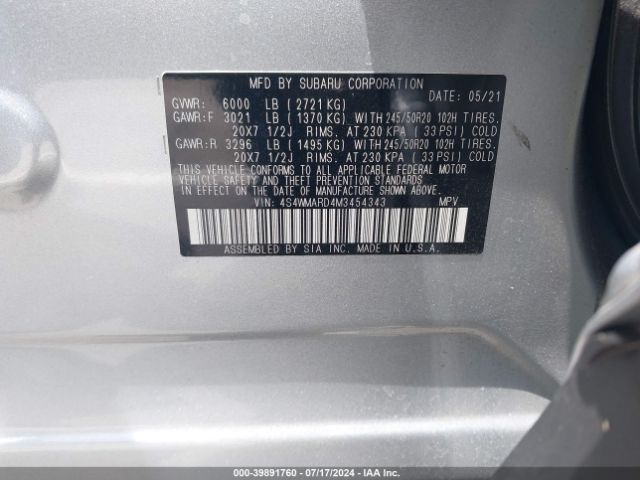 MFD BY SUBARU CORPORATION
DATE: 05/21
GVWR: 6000 LB (2721 KG)
GAWR:F 3021 LB (1370 KG) WITH 245/50R20 102H TIRES.
20X7 1/2J RIMS. AT 230 KPA (33 PSI) COLD
GAWR:R 3296 LB (1495 KG) WITH 245/50R20 102H TIRES.
20X7 1/2J RIMS. AT 230 KPA (33 PSI) COLD
THIS VEHICLE CONFORMS TO ALL APPLICABLE FEDERAL MOTOR
VEHICLE SAFETY AND THEFT PREVENTION STANDARDS
IN EFFECT ON THE DATE OF MANUFACTURE SHOWN ABOVE.
VIN: 4S4WMARD4M3454343 MPV
ASSEMBLED BY SIA INC. MADE IN U.S.A.
000-39891760 - 07/17/2024 - IAA Inc.